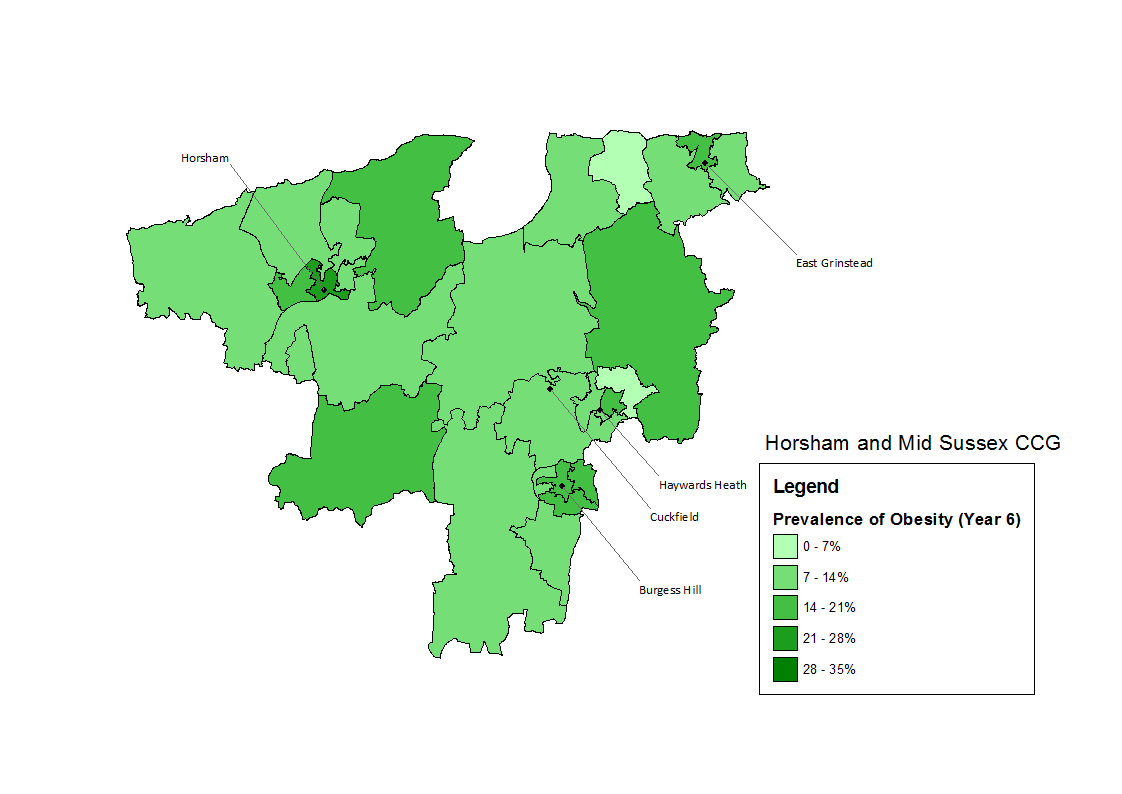 Horsham
East Grinstead
Haywards Heath
Cuckfield
Burgess Hill
Horsham and Mid Sussex CCG
Legend
Prevalence of Obesity (Year 6)
0 - 7%
7 - 14%
14 - 21%
21 - 28%
28 - 35%